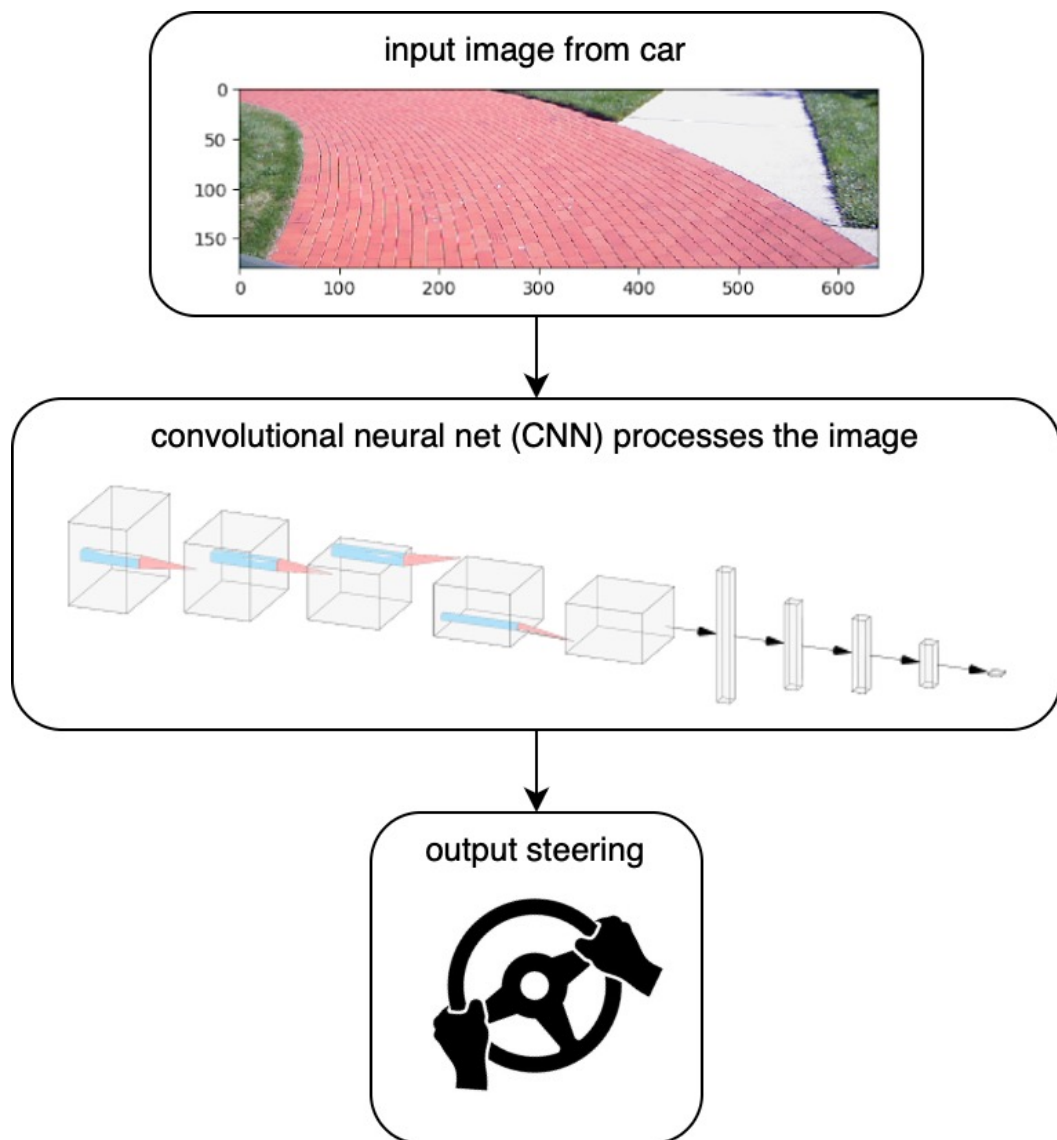 input image from car
0
50
100
150
0 100 200 300 400 500 600
convolutional neural net (CNN) processes the image
output steering